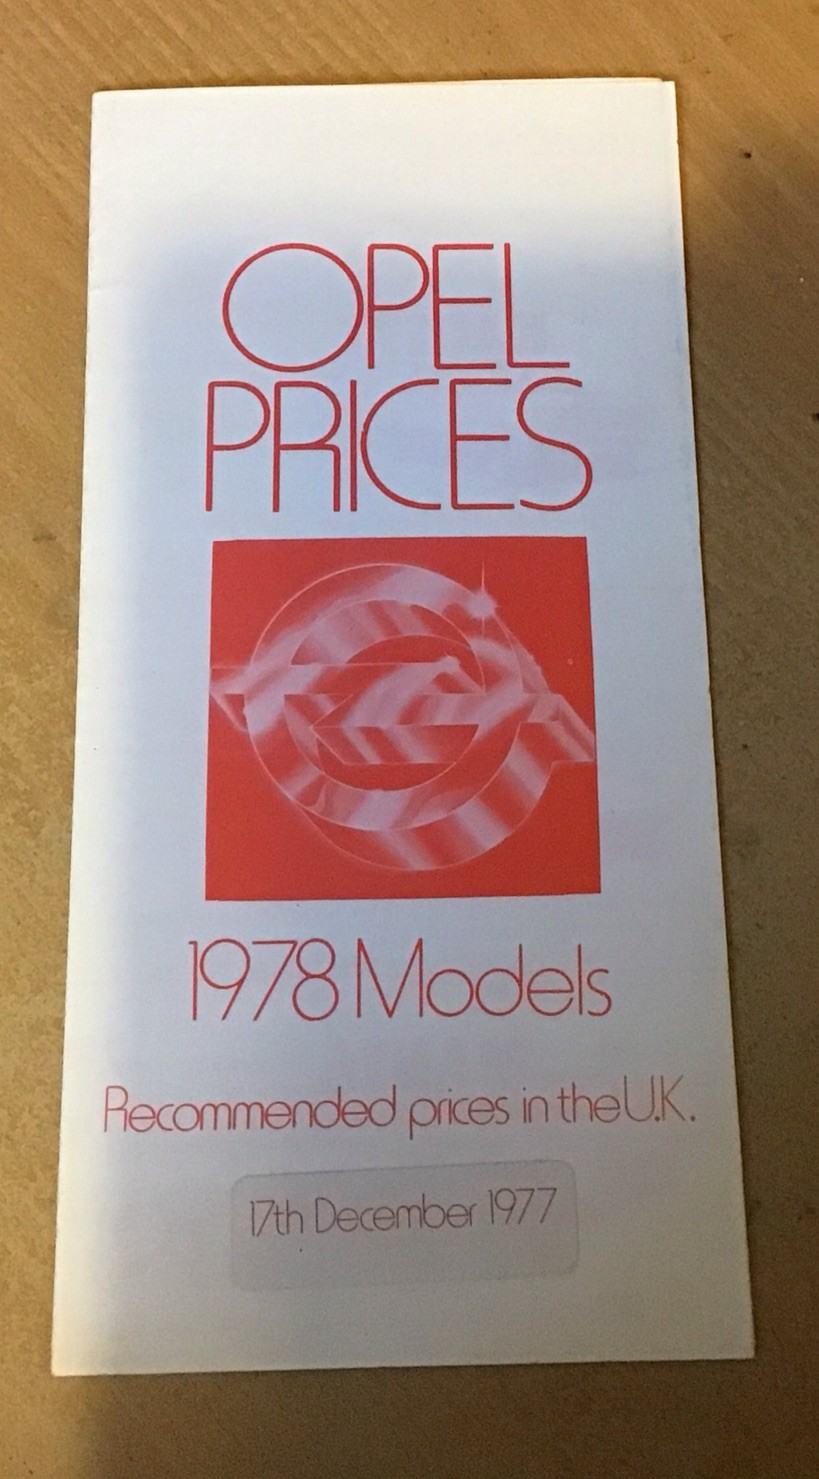 OPEL
PRICES
1978 Models
Recommended prices in the U.K.
17th December 1977